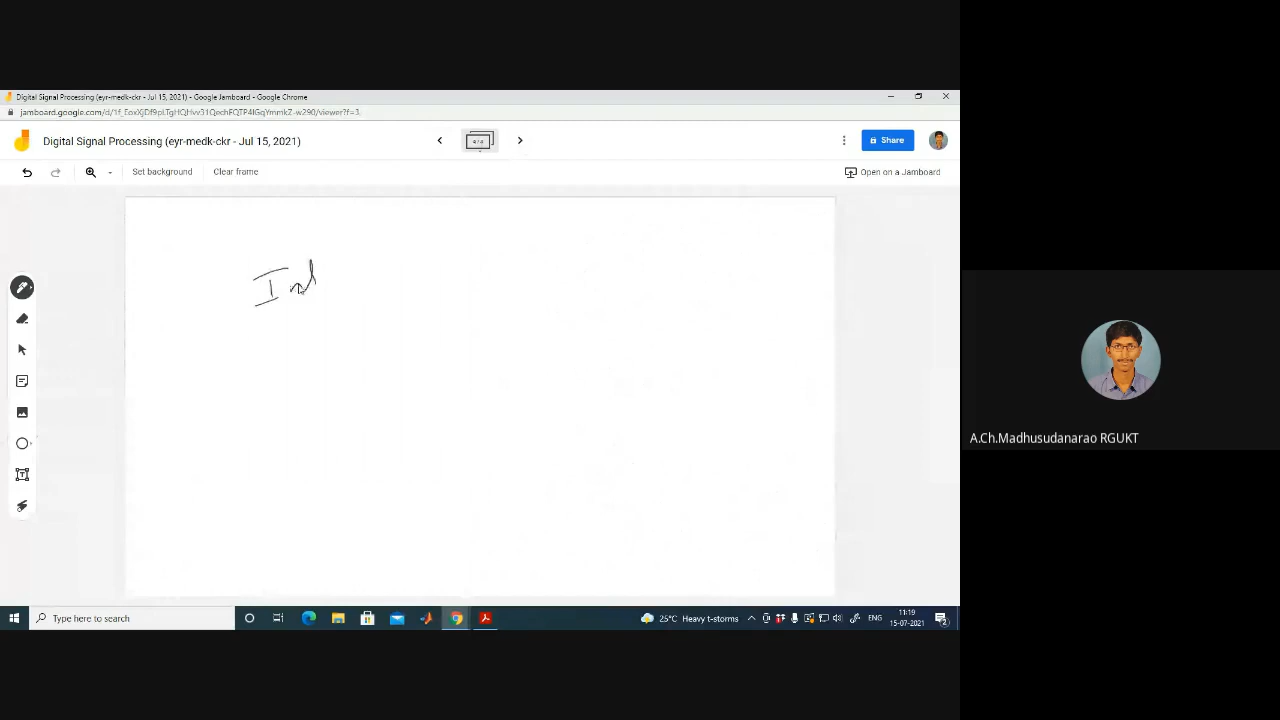 Digital Signal Processing (eyr-medk-ckr - Jul 15, 2021) - Google Jamboard - Google Chrome
Digital Signal Processing (eyr-medk-ckr - Jul 15, 2021)
Share
Set background
Clear frame
Open on a Jamboard
A.Ch.Madhusudanarao RGUKT
Type here to search
25°C Heavy t-storms
ENG
11:19
15-07-2021